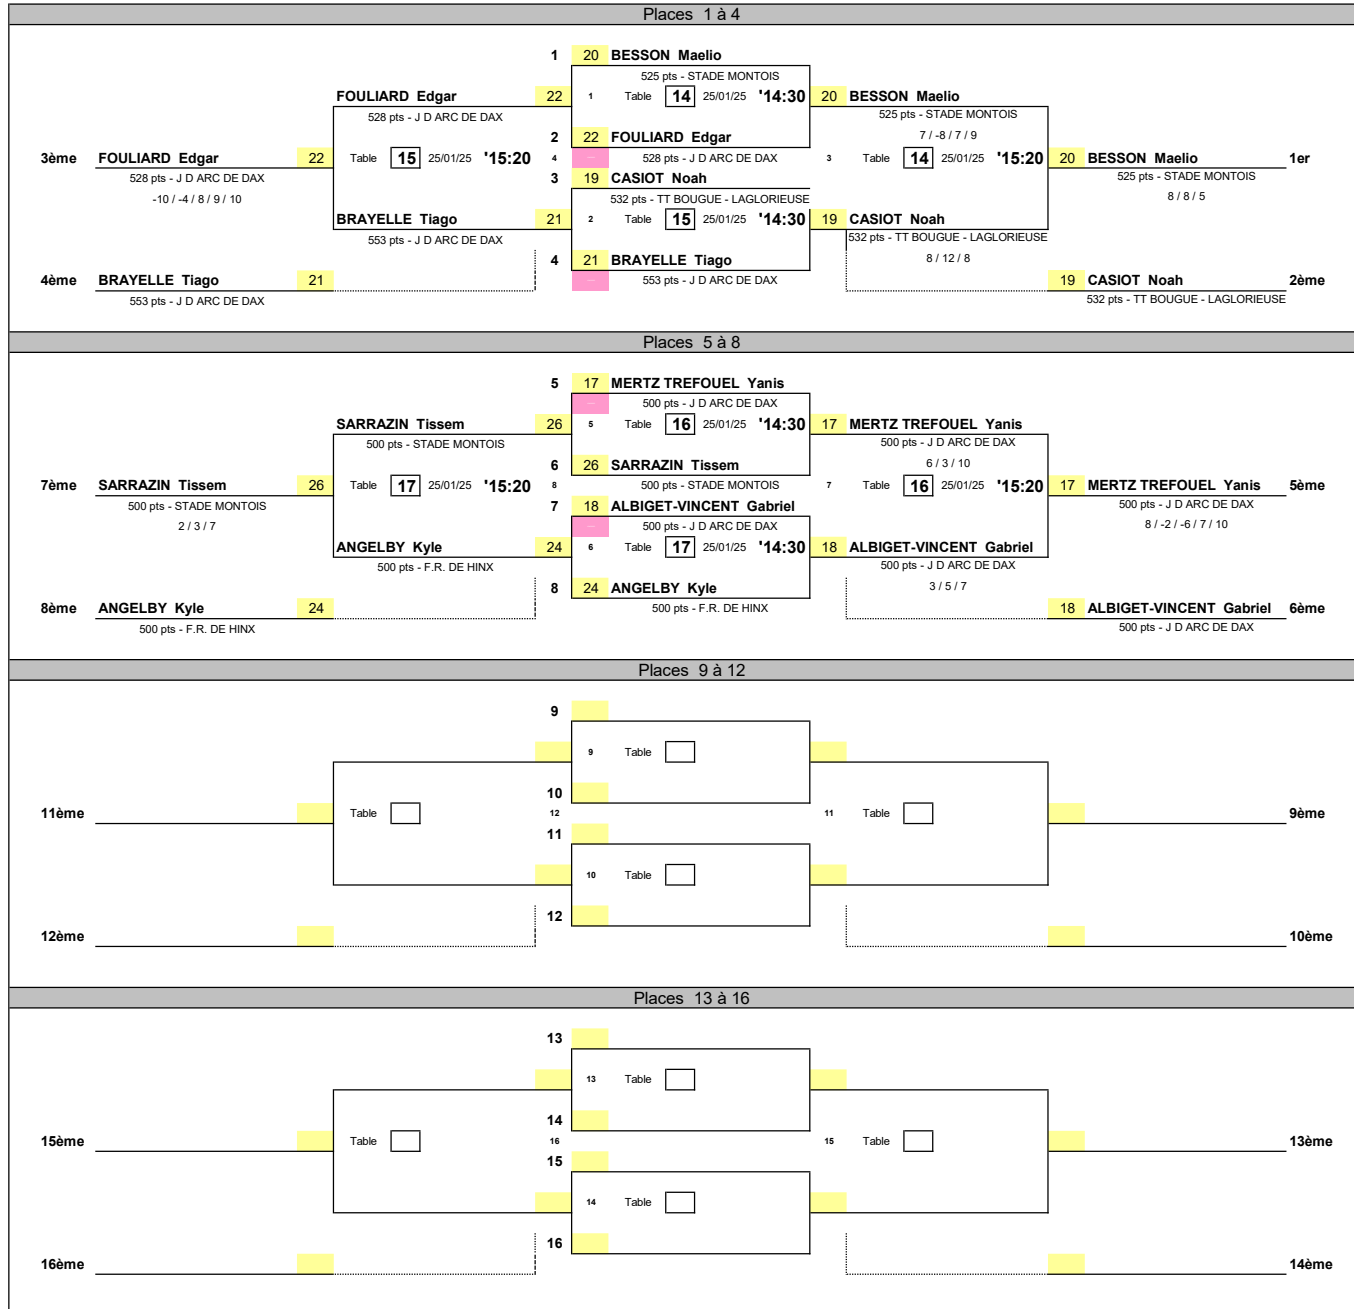 Places 1 à 4
1 20 BESSON Maelio
525 pts - STADE MONTOIS
FOULIARD Edgar 22 1 Table 14 25/01/25 '14:30 20 BESSON Maelio
528 pts - J D ARC DE DAX 525 pts - STADE MONTOIS
2 22 FOULIARD Edgar 7 / -8 / 7 / 9
3ème FOULIARD Edgar 22 Table 15 25/01/25 '15:20 4 528 pts - J D ARC DE DAX 3 Table 14 25/01/25 '15:20 20 BESSON Maelio 1er
528 pts - J D ARC DE DAX 3 19 CASIOT Noah 525 pts - STADE MONTOIS
-10 / -4 / 8 / 9 / 10 532 pts - TT BOUGUE - LAGLORIEUSE 8 / 8 / 5
BRAYELLE Tiago 21 2 Table 15 25/01/25 '14:30 19 CASIOT Noah
553 pts - J D ARC DE DAX 532 pts - TT BOUGUE - LAGLORIEUSE
4 21 BRAYELLE Tiago 8 / 12 / 8
4ème BRAYELLE Tiago 21 553 pts - J D ARC DE DAX 19 CASIOT Noah 2ème
553 pts - J D ARC DE DAX 532 pts - TT BOUGUE - LAGLORIEUSE
Places 5 à 8
5 17 MERTZ TREFOUEL Yanis
500 pts - J D ARC DE DAX
SARRAZIN Tissem 26 5 Table 16 25/01/25 '14:30 17 MERTZ TREFOUEL Yanis
500 pts - STADE MONTOIS 500 pts - J D ARC DE DAX
6 26 SARRAZIN Tissem 6 / 3 / 10
7ème SARRAZIN Tissem 26 Table 17 25/01/25 '15:20 8 500 pts - STADE MONTOIS 7 Table 16 25/01/25 '15:20 17 MERTZ TREFOUEL Yanis 5ème
500 pts - STADE MONTOIS 7 18 ALBIGET-VINCENT Gabriel 500 pts - J D ARC DE DAX
2 / 3 / 7 500 pts - J D ARC DE DAX 8 / -2 / -6 / 7 / 10
ANGELBY Kyle 24 6 Table 17 25/01/25 '14:30 18 ALBIGET-VINCENT Gabriel
500 pts - F.R. DE HINX 500 pts - J D ARC DE DAX
8 24 ANGELBY Kyle 3 / 5 / 7
8ème ANGELBY Kyle 24 500 pts - F.R. DE HINX 18 ALBIGET-VINCENT Gabriel 6ème
500 pts - F.R. DE HINX 500 pts - J D ARC DE DAX
Places 9 à 12
9
9 Table
10
11ème Table 12 11 Table 9ème
11
10 Table
12
12ème 10ème
Places 13 à 16
13
13 Table
14
15ème Table 16 15 Table 13ème
15
14 Table
16
16ème 14ème